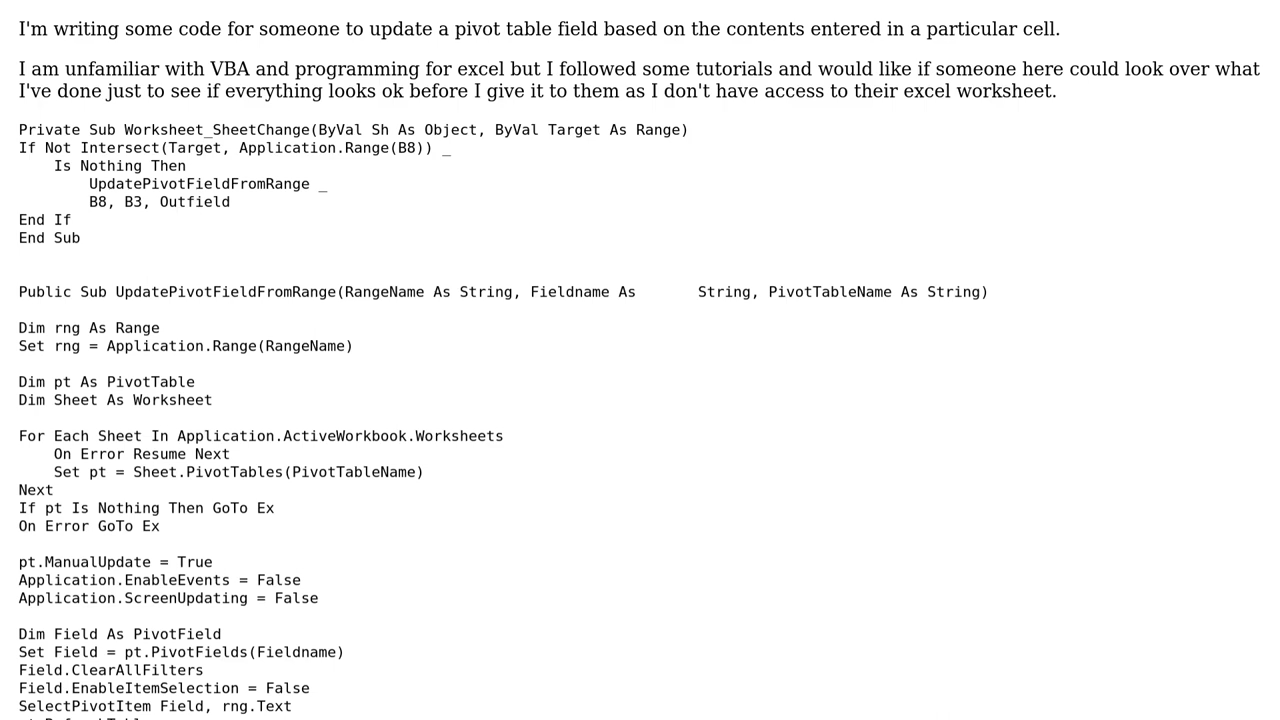 I'm writing some code for someone to update a pivot table field based on the contents entered in a particular cell.
I am unfamiliar with VBA and programming for excel but I followed some tutorials and would like if someone here could look over what
I've done just to see if everything looks ok before I give it to them as I don't have access to their excel worksheet.
Private Sub Worksheet_SheetChange(ByVal Sh As Object, ByVal Target As Range)
If Not Intersect(Target, Application.Range(B8)) _
    Is Nothing Then
        UpdatePivotFieldFromRange _
        B8, B3, Outfield
End If
End Sub
Public Sub UpdatePivotFieldFromRange(RangeName As String, Fieldname As       String, PivotTableName As String)
Dim rng As Range
Set rng = Application.Range(RangeName)
Dim pt As PivotTable
Dim Sheet As Worksheet
For Each Sheet In Application.ActiveWorkbook.Worksheets
    On Error Resume Next
    Set pt = Sheet.PivotTables(PivotTableName)
Next
If pt Is Nothing Then GoTo Ex
On Error GoTo Ex
pt.ManualUpdate = True
Application.EnableEvents = False
Application.ScreenUpdating = False
Dim Field As PivotField
Set Field = pt.PivotFields(Fieldname)
Field.ClearAllFilters
Field.EnableItemSelection = False
SelectPivotItem Field, rng.Text